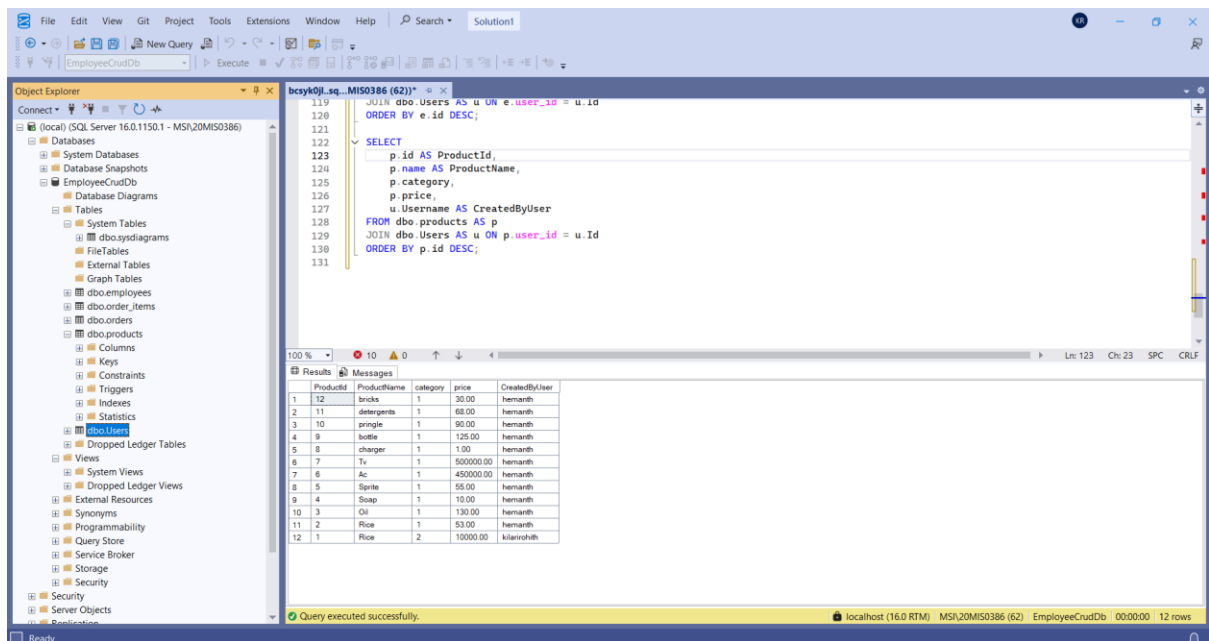 File Edit View Git Project Tools Extensions Window Help Search Solution1 KR
New Query
EmployeeCrudDb Execute
Object Explorer
Connect
(local) (SQL Server 16.0.1150.1 - MSI\20MIS0386)
Databases
System Databases
Database Snapshots
EmployeeCrudDb
Database Diagrams
Tables
System Tables
dbo.sysdiagrams
FileTables
External Tables
Graph Tables
dbo.employees
dbo.order_items
dbo.orders
dbo.products
Columns
Keys
Constraints
Triggers
Indexes
Statistics
dbo.Users
Dropped Ledger Tables
Views
System Views
Dropped Ledger Views
External Resources
Synonyms
Programmability
Query Store
Service Broker
Storage
Security
Security
Server Objects
Replication
bcsyk0jl..sq...MIS0386 (62))*
119 JOIN dbo.Users AS u ON e.user_id = u.Id
120 ORDER BY e.id DESC;
121
122 SELECT
123 p.id AS ProductId,
124 p.name AS ProductName,
125 p.category,
126 p.price,
127 u.Username AS CreatedByUser
128 FROM dbo.products AS p
129 JOIN dbo.Users AS u ON p.user_id = u.Id
130 ORDER BY p.id DESC;
131
100 % 10 0 Ln: 123 Ch: 23 SPC CRLF
Results Messages
ProductId ProductName category price CreatedByUser
1 12 bricks 1 30.00 hemanth
2 11 detergents 1 68.00 hemanth
3 10 pringle 1 90.00 hemanth
4 9 bottle 1 125.00 hemanth
5 8 charger 1 1.00 hemanth
6 7 Tv 1 500000.00 hemanth
7 6 Ac 1 450000.00 hemanth
8 5 Sprite 1 55.00 hemanth
9 4 Soap 1 10.00 hemanth
10 3 Oil 1 130.00 hemanth
11 2 Rice 1 53.00 hemanth
12 1 Rice 2 10000.00 kilarirohith
Query executed successfully. localhost (16.0 RTM) MSI\20MIS0386 (62) EmployeeCrudDb 00:00:00 12 rows
Ready